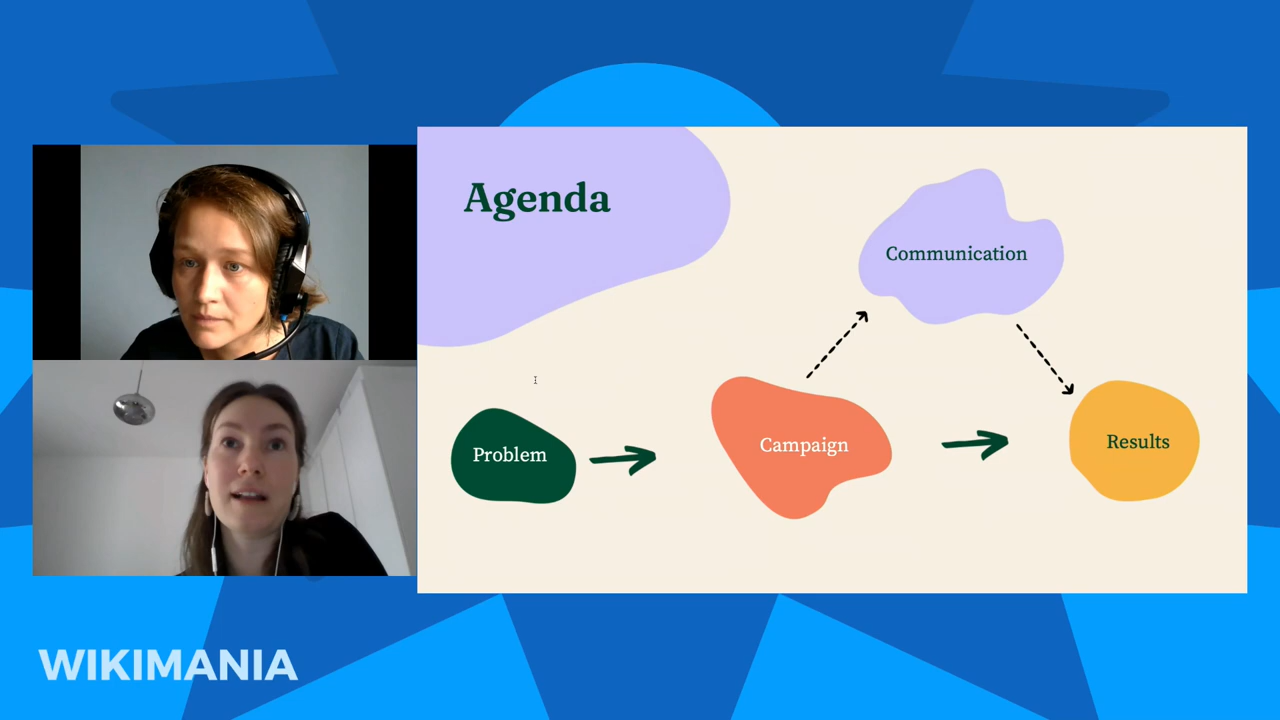 Agenda
Communication
Problem
Campaign
Results
WIKIMANIA